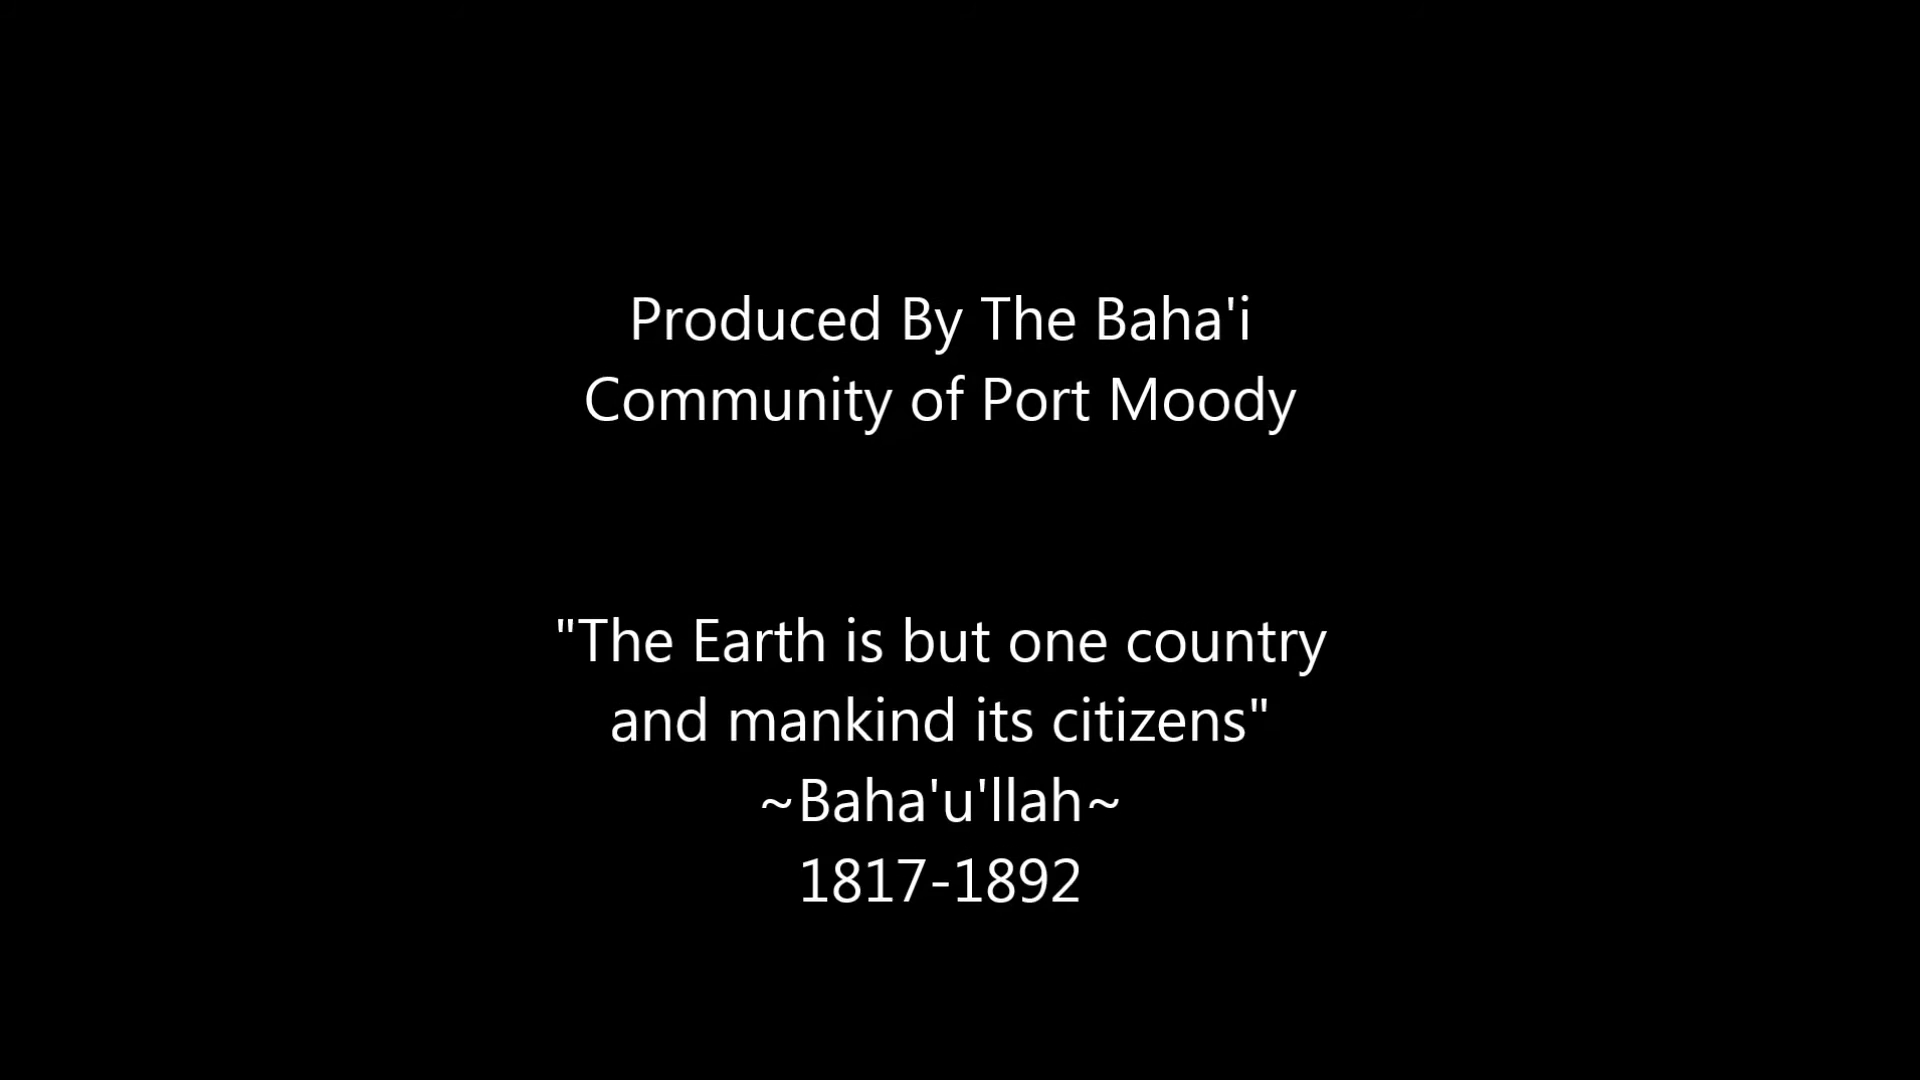 Produced By The Baha'i
Community of Port Moody
"The Earth is but one country
and mankind its citizens"
~Baha'u'llah~
1817-1892